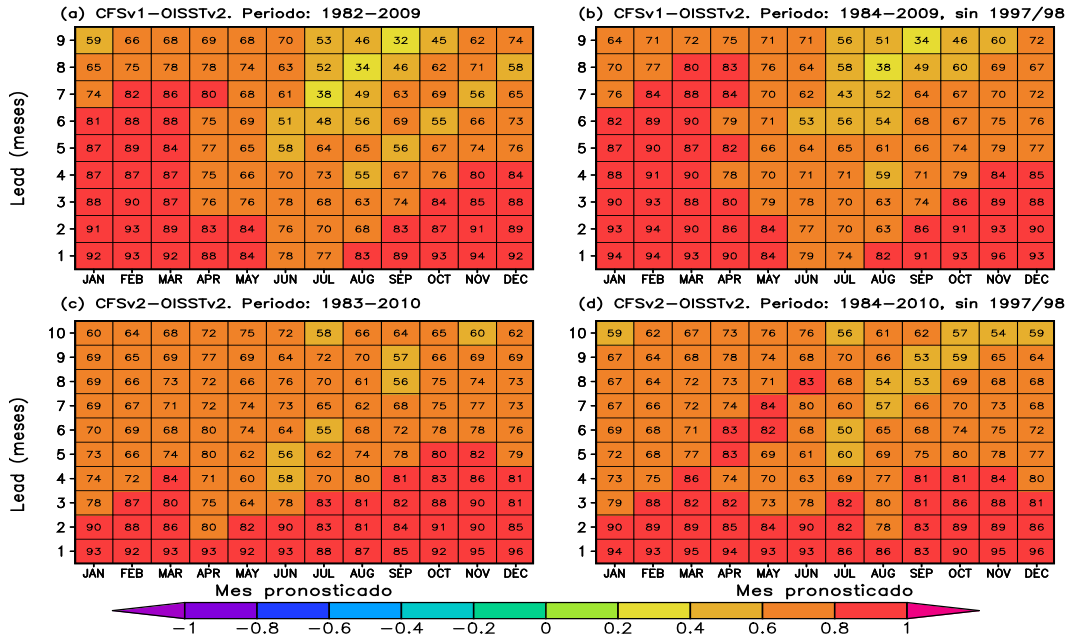 (a) CFSv1-OISSTv2. Periodo: 1982-2009
9 59 66 68 69 68 70 53 46 32 45 62 74
8 65 75 78 78 74 63 52 34 46 62 71 58
7 74 82 86 80 68 61 38 49 63 69 56 65
6 81 88 88 75 69 51 48 56 69 55 66 73
5 87 89 84 77 65 58 64 65 56 67 74 76
4 87 87 87 75 66 70 73 55 67 76 80 84
3 88 90 87 76 76 78 68 63 74 84 85 88
2 91 93 89 83 84 76 70 68 83 87 91 89
1 92 92 93 88 84 78 77 83 89 93 94 92
JAN FEB MAR APR MAY JUN JUL AUG SEP OCT NOV DEC
Lead (meses)
(b) CFSv1-OISSTv2. Periodo: 1984-2009, sin 1997/98
9 64 71 72 75 71 71 56 51 34 46 60 72
8 70 77 80 83 76 64 58 38 49 60 69 67
7 76 84 88 84 70 62 43 52 64 67 70 72
6 82 89 90 79 71 53 56 54 68 67 75 76
5 87 90 87 82 66 64 65 61 66 74 79 77
4 88 91 90 78 70 71 71 59 71 79 84 85
3 90 93 88 80 79 78 70 63 74 86 89 88
2 93 94 90 86 84 77 70 63 86 91 93 90
1 94 94 93 90 84 79 74 82 91 93 96 93
JAN FEB MAR APR MAY JUN JUL AUG SEP OCT NOV DEC
(c) CFSv2-OISSTv2. Periodo: 1983-2010
10 60 64 68 72 75 72 58 66 64 65 60 62
9 69 65 69 77 69 64 72 70 57 66 69 69
8 69 66 73 72 66 76 70 61 56 75 74 73
7 69 67 71 72 74 73 65 62 68 75 77 73
6 70 69 68 80 74 64 55 68 72 78 78 76
5 73 66 74 80 62 56 62 74 78 80 82 79
4 74 72 84 71 60 58 70 80 81 83 86 81
3 78 87 80 75 64 78 83 81 82 88 90 81
2 90 88 86 80 82 90 83 81 84 91 90 85
1 93 92 93 93 92 93 88 87 85 92 95 96
JAN FEB MAR APR MAY JUN JUL AUG SEP OCT NOV DEC
Lead (meses)
Mes pronosticado
(d) CFSv2-OISSTv2. Periodo: 1984-2010, sin 1997/98
10 59 62 67 73 76 76 56 61 62 57 54 59
9 67 64 68 78 74 68 70 66 53 59 65 64
8 67 64 72 73 71 83 68 54 53 69 68 68
7 67 66 72 74 84 80 60 57 66 70 73 68
6 69 68 71 83 82 68 50 65 68 74 75 72
5 72 68 77 83 69 61 60 69 75 80 78 77
4 73 75 86 74 70 63 69 77 81 81 84 80
3 79 88 82 82 73 78 82 80 81 86 88 81
2 90 89 89 85 84 90 82 78 83 89 89 86
1 94 93 95 94 93 93 86 86 83 90 95 96
JAN FEB MAR APR MAY JUN JUL AUG SEP OCT NOV DEC
Mes pronosticado
-1 -0.8 -0.6 -0.4 -0.2 0 0.2 0.4 0.6 0.8 1